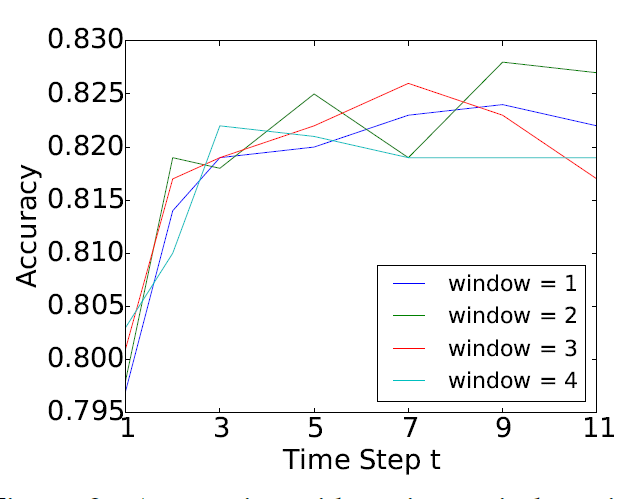 0.830
0.825
0.820
0.815
0.810
0.805
0.800
0.795
Accuracy
window = 1
window = 2
window = 3
window = 4
1 3 5 7 9 11
Time Step t